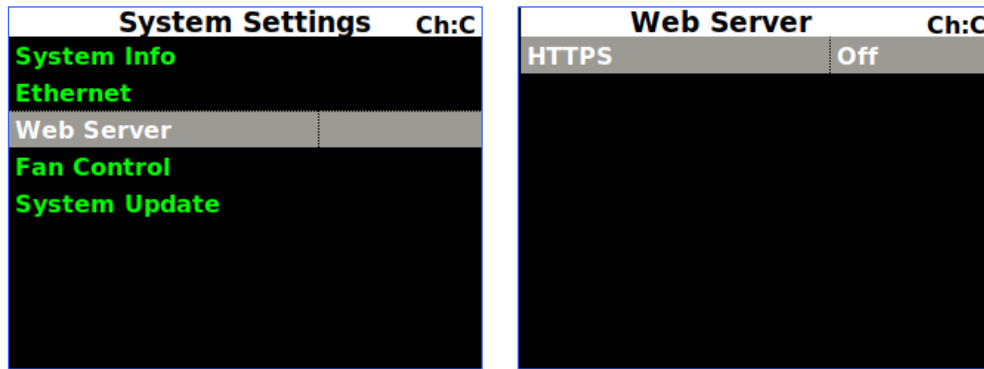 System Settings Ch:C
System Info
Ethernet
Web Server
Fan Control
System Update
Web Server Ch:C
HTTPS Off